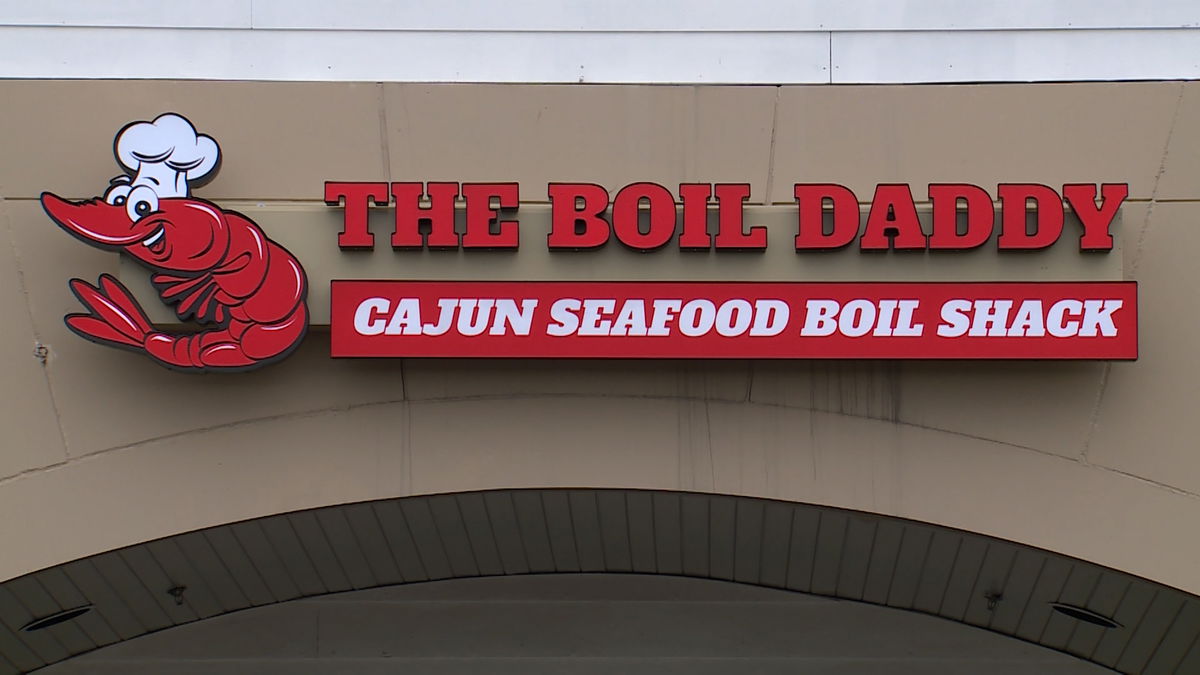 THE BOIL DADDY
CAJUN SEAFOOD BOIL SHACK